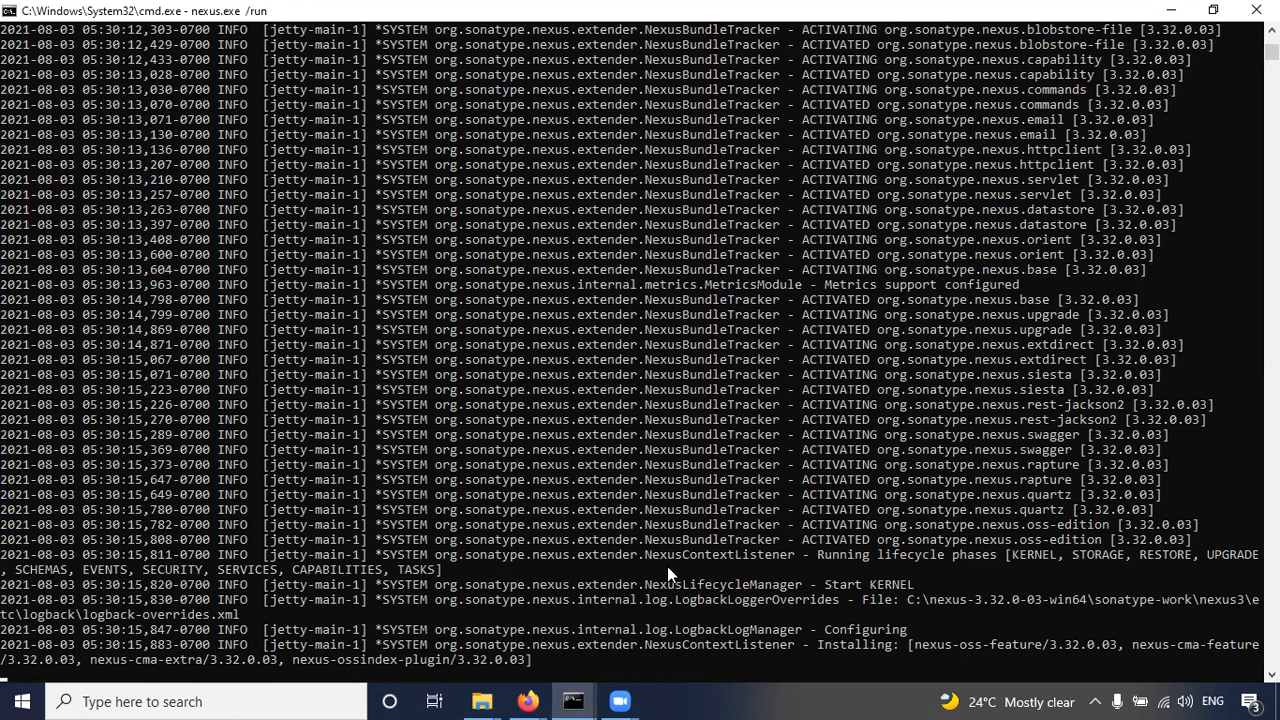 C:\Windows\System32\cmd.exe - nexus.exe /run
2021-08-03 05:30:12,303-0700 INFO  [jetty-main-1] *SYSTEM org.sonatype.nexus.extender.NexusBundleTracker - ACTIVATING org.sonatype.nexus.blobstore-file [3.32.0.03]
2021-08-03 05:30:12,429-0700 INFO  [jetty-main-1] *SYSTEM org.sonatype.nexus.extender.NexusBundleTracker - ACTIVATED org.sonatype.nexus.blobstore-file [3.32.0.03]
2021-08-03 05:30:12,433-0700 INFO  [jetty-main-1] *SYSTEM org.sonatype.nexus.extender.NexusBundleTracker - ACTIVATING org.sonatype.nexus.capability [3.32.0.03]
2021-08-03 05:30:13,028-0700 INFO  [jetty-main-1] *SYSTEM org.sonatype.nexus.extender.NexusBundleTracker - ACTIVATED org.sonatype.nexus.capability [3.32.0.03]
2021-08-03 05:30:13,030-0700 INFO  [jetty-main-1] *SYSTEM org.sonatype.nexus.extender.NexusBundleTracker - ACTIVATING org.sonatype.nexus.commands [3.32.0.03]
2021-08-03 05:30:13,070-0700 INFO  [jetty-main-1] *SYSTEM org.sonatype.nexus.extender.NexusBundleTracker - ACTIVATED org.sonatype.nexus.commands [3.32.0.03]
2021-08-03 05:30:13,071-0700 INFO  [jetty-main-1] *SYSTEM org.sonatype.nexus.extender.NexusBundleTracker - ACTIVATING org.sonatype.nexus.email [3.32.0.03]
2021-08-03 05:30:13,130-0700 INFO  [jetty-main-1] *SYSTEM org.sonatype.nexus.extender.NexusBundleTracker - ACTIVATED org.sonatype.nexus.email [3.32.0.03]
2021-08-03 05:30:13,136-0700 INFO  [jetty-main-1] *SYSTEM org.sonatype.nexus.extender.NexusBundleTracker - ACTIVATING org.sonatype.nexus.httpclient [3.32.0.03]
2021-08-03 05:30:13,207-0700 INFO  [jetty-main-1] *SYSTEM org.sonatype.nexus.extender.NexusBundleTracker - ACTIVATED org.sonatype.nexus.httpclient [3.32.0.03]
2021-08-03 05:30:13,210-0700 INFO  [jetty-main-1] *SYSTEM org.sonatype.nexus.extender.NexusBundleTracker - ACTIVATING org.sonatype.nexus.servlet [3.32.0.03]
2021-08-03 05:30:13,257-0700 INFO  [jetty-main-1] *SYSTEM org.sonatype.nexus.extender.NexusBundleTracker - ACTIVATED org.sonatype.nexus.servlet [3.32.0.03]
2021-08-03 05:30:13,263-0700 INFO  [jetty-main-1] *SYSTEM org.sonatype.nexus.extender.NexusBundleTracker - ACTIVATING org.sonatype.nexus.datastore [3.32.0.03]
2021-08-03 05:30:13,397-0700 INFO  [jetty-main-1] *SYSTEM org.sonatype.nexus.extender.NexusBundleTracker - ACTIVATED org.sonatype.nexus.datastore [3.32.0.03]
2021-08-03 05:30:13,408-0700 INFO  [jetty-main-1] *SYSTEM org.sonatype.nexus.extender.NexusBundleTracker - ACTIVATING org.sonatype.nexus.orient [3.32.0.03]
2021-08-03 05:30:13,600-0700 INFO  [jetty-main-1] *SYSTEM org.sonatype.nexus.extender.NexusBundleTracker - ACTIVATED org.sonatype.nexus.orient [3.32.0.03]
2021-08-03 05:30:13,604-0700 INFO  [jetty-main-1] *SYSTEM org.sonatype.nexus.extender.NexusBundleTracker - ACTIVATING org.sonatype.nexus.base [3.32.0.03]
2021-08-03 05:30:13,963-0700 INFO  [jetty-main-1] *SYSTEM org.sonatype.nexus.internal.metrics.MetricsModule - Metrics support configured
2021-08-03 05:30:14,798-0700 INFO  [jetty-main-1] *SYSTEM org.sonatype.nexus.extender.NexusBundleTracker - ACTIVATED org.sonatype.nexus.base [3.32.0.03]
2021-08-03 05:30:14,799-0700 INFO  [jetty-main-1] *SYSTEM org.sonatype.nexus.extender.NexusBundleTracker - ACTIVATING org.sonatype.nexus.upgrade [3.32.0.03]
2021-08-03 05:30:14,869-0700 INFO  [jetty-main-1] *SYSTEM org.sonatype.nexus.extender.NexusBundleTracker - ACTIVATED org.sonatype.nexus.upgrade [3.32.0.03]
2021-08-03 05:30:14,871-0700 INFO  [jetty-main-1] *SYSTEM org.sonatype.nexus.extender.NexusBundleTracker - ACTIVATING org.sonatype.nexus.extdirect [3.32.0.03]
2021-08-03 05:30:15,067-0700 INFO  [jetty-main-1] *SYSTEM org.sonatype.nexus.extender.NexusBundleTracker - ACTIVATED org.sonatype.nexus.extdirect [3.32.0.03]
2021-08-03 05:30:15,071-0700 INFO  [jetty-main-1] *SYSTEM org.sonatype.nexus.extender.NexusBundleTracker - ACTIVATING org.sonatype.nexus.siesta [3.32.0.03]
2021-08-03 05:30:15,223-0700 INFO  [jetty-main-1] *SYSTEM org.sonatype.nexus.extender.NexusBundleTracker - ACTIVATED org.sonatype.nexus.siesta [3.32.0.03]
2021-08-03 05:30:15,226-0700 INFO  [jetty-main-1] *SYSTEM org.sonatype.nexus.extender.NexusBundleTracker - ACTIVATING org.sonatype.nexus.rest-jackson2 [3.32.0.03]
2021-08-03 05:30:15,270-0700 INFO  [jetty-main-1] *SYSTEM org.sonatype.nexus.extender.NexusBundleTracker - ACTIVATED org.sonatype.nexus.rest-jackson2 [3.32.0.03]
2021-08-03 05:30:15,289-0700 INFO  [jetty-main-1] *SYSTEM org.sonatype.nexus.extender.NexusBundleTracker - ACTIVATING org.sonatype.nexus.swagger [3.32.0.03]
2021-08-03 05:30:15,369-0700 INFO  [jetty-main-1] *SYSTEM org.sonatype.nexus.extender.NexusBundleTracker - ACTIVATED org.sonatype.nexus.swagger [3.32.0.03]
2021-08-03 05:30:15,373-0700 INFO  [jetty-main-1] *SYSTEM org.sonatype.nexus.extender.NexusBundleTracker - ACTIVATING org.sonatype.nexus.rapture [3.32.0.03]
2021-08-03 05:30:15,647-0700 INFO  [jetty-main-1] *SYSTEM org.sonatype.nexus.extender.NexusBundleTracker - ACTIVATED org.sonatype.nexus.rapture [3.32.0.03]
2021-08-03 05:30:15,649-0700 INFO  [jetty-main-1] *SYSTEM org.sonatype.nexus.extender.NexusBundleTracker - ACTIVATING org.sonatype.nexus.quartz [3.32.0.03]
2021-08-03 05:30:15,780-0700 INFO  [jetty-main-1] *SYSTEM org.sonatype.nexus.extender.NexusBundleTracker - ACTIVATED org.sonatype.nexus.quartz [3.32.0.03]
2021-08-03 05:30:15,782-0700 INFO  [jetty-main-1] *SYSTEM org.sonatype.nexus.extender.NexusBundleTracker - ACTIVATING org.sonatype.nexus.oss-edition [3.32.0.03]
2021-08-03 05:30:15,808-0700 INFO  [jetty-main-1] *SYSTEM org.sonatype.nexus.extender.NexusBundleTracker - ACTIVATED org.sonatype.nexus.oss-edition [3.32.0.03]
2021-08-03 05:30:15,811-0700 INFO  [jetty-main-1] *SYSTEM org.sonatype.nexus.extender.NexusContextListener - Running lifecycle phases [KERNEL, STORAGE, RESTORE, UPGRADE
, SCHEMAS, EVENTS, SECURITY, SERVICES, CAPABILITIES, TASKS]
2021-08-03 05:30:15,820-0700 INFO  [jetty-main-1] *SYSTEM org.sonatype.nexus.extender.NexusLifecycleManager - Start KERNEL
2021-08-03 05:30:15,830-0700 INFO  [jetty-main-1] *SYSTEM org.sonatype.nexus.internal.log.LogbackLoggerOverrides - File: C:\nexus-3.32.0-03-win64\sonatype-work\nexus3\e
tc\logback\logback-overrides.xml
2021-08-03 05:30:15,847-0700 INFO  [jetty-main-1] *SYSTEM org.sonatype.nexus.internal.log.LogbackLogManager - Configuring
2021-08-03 05:30:15,883-0700 INFO  [jetty-main-1] *SYSTEM org.sonatype.nexus.extender.NexusContextListener - Installing: [nexus-oss-feature/3.32.0.03, nexus-cma-feature
/3.32.0.03, nexus-cma-extra/3.32.0.03, nexus-ossindex-plugin/3.32.0.03]
Type here to search
24°C Mostly clear
ENG
3